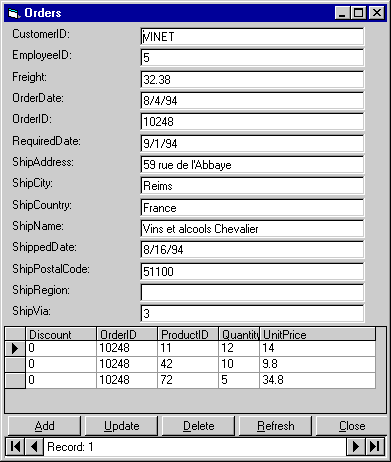 Orders
CustomerID: VINET
EmployeeID: 5
Freight: 32.38
OrderDate: 8/4/94
OrderID: 10248
RequiredDate: 9/1/94
ShipAddress: 59 rue de l'Abbaye
ShipCity: Reims
ShipCountry: France
ShipName: Vins et alcools Chevalier
ShippedDate: 8/16/94
ShipPostalCode: 51100
ShipRegion:
ShipVia: 3
Discount OrderID ProductID Quantity UnitPrice
0 10248 11 12 14
0 10248 42 10 9.8
0 10248 72 5 34.8
Add Update Delete Refresh Close
Record: 1